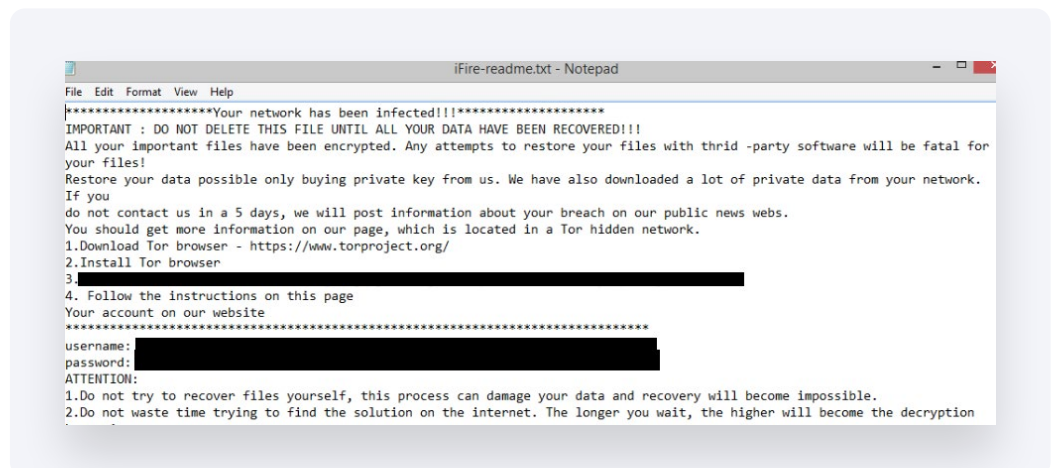 iFire-readme.txt - Notepad
File Edit Format View Help
********************Your network has been infected!!!********************
IMPORTANT : DO NOT DELETE THIS FILE UNTIL ALL YOUR DATA HAVE BEEN RECOVERED!!!
All your important files have been encrypted. Any attempts to restore your files with thrid -party software will be fatal for
your files!
Restore your data possible only buying private key from us. We have also downloaded a lot of private data from your network.
If you
do not contact us in a 5 days, we will post information about your breach on our public news webs.
You should get more information on our page, which is located in a Tor hidden network.
1.Download Tor browser - https://www.torproject.org/
2.Install Tor browser
3.
4. Follow the instructions on this page
Your account on our website
*******************************************************************************
username:
password:
ATTENTION:
1.Do not try to recover files yourself, this process can damage your data and recovery will become impossible.
2.Do not waste time trying to find the solution on the internet. The longer you wait, the higher will become the decryption